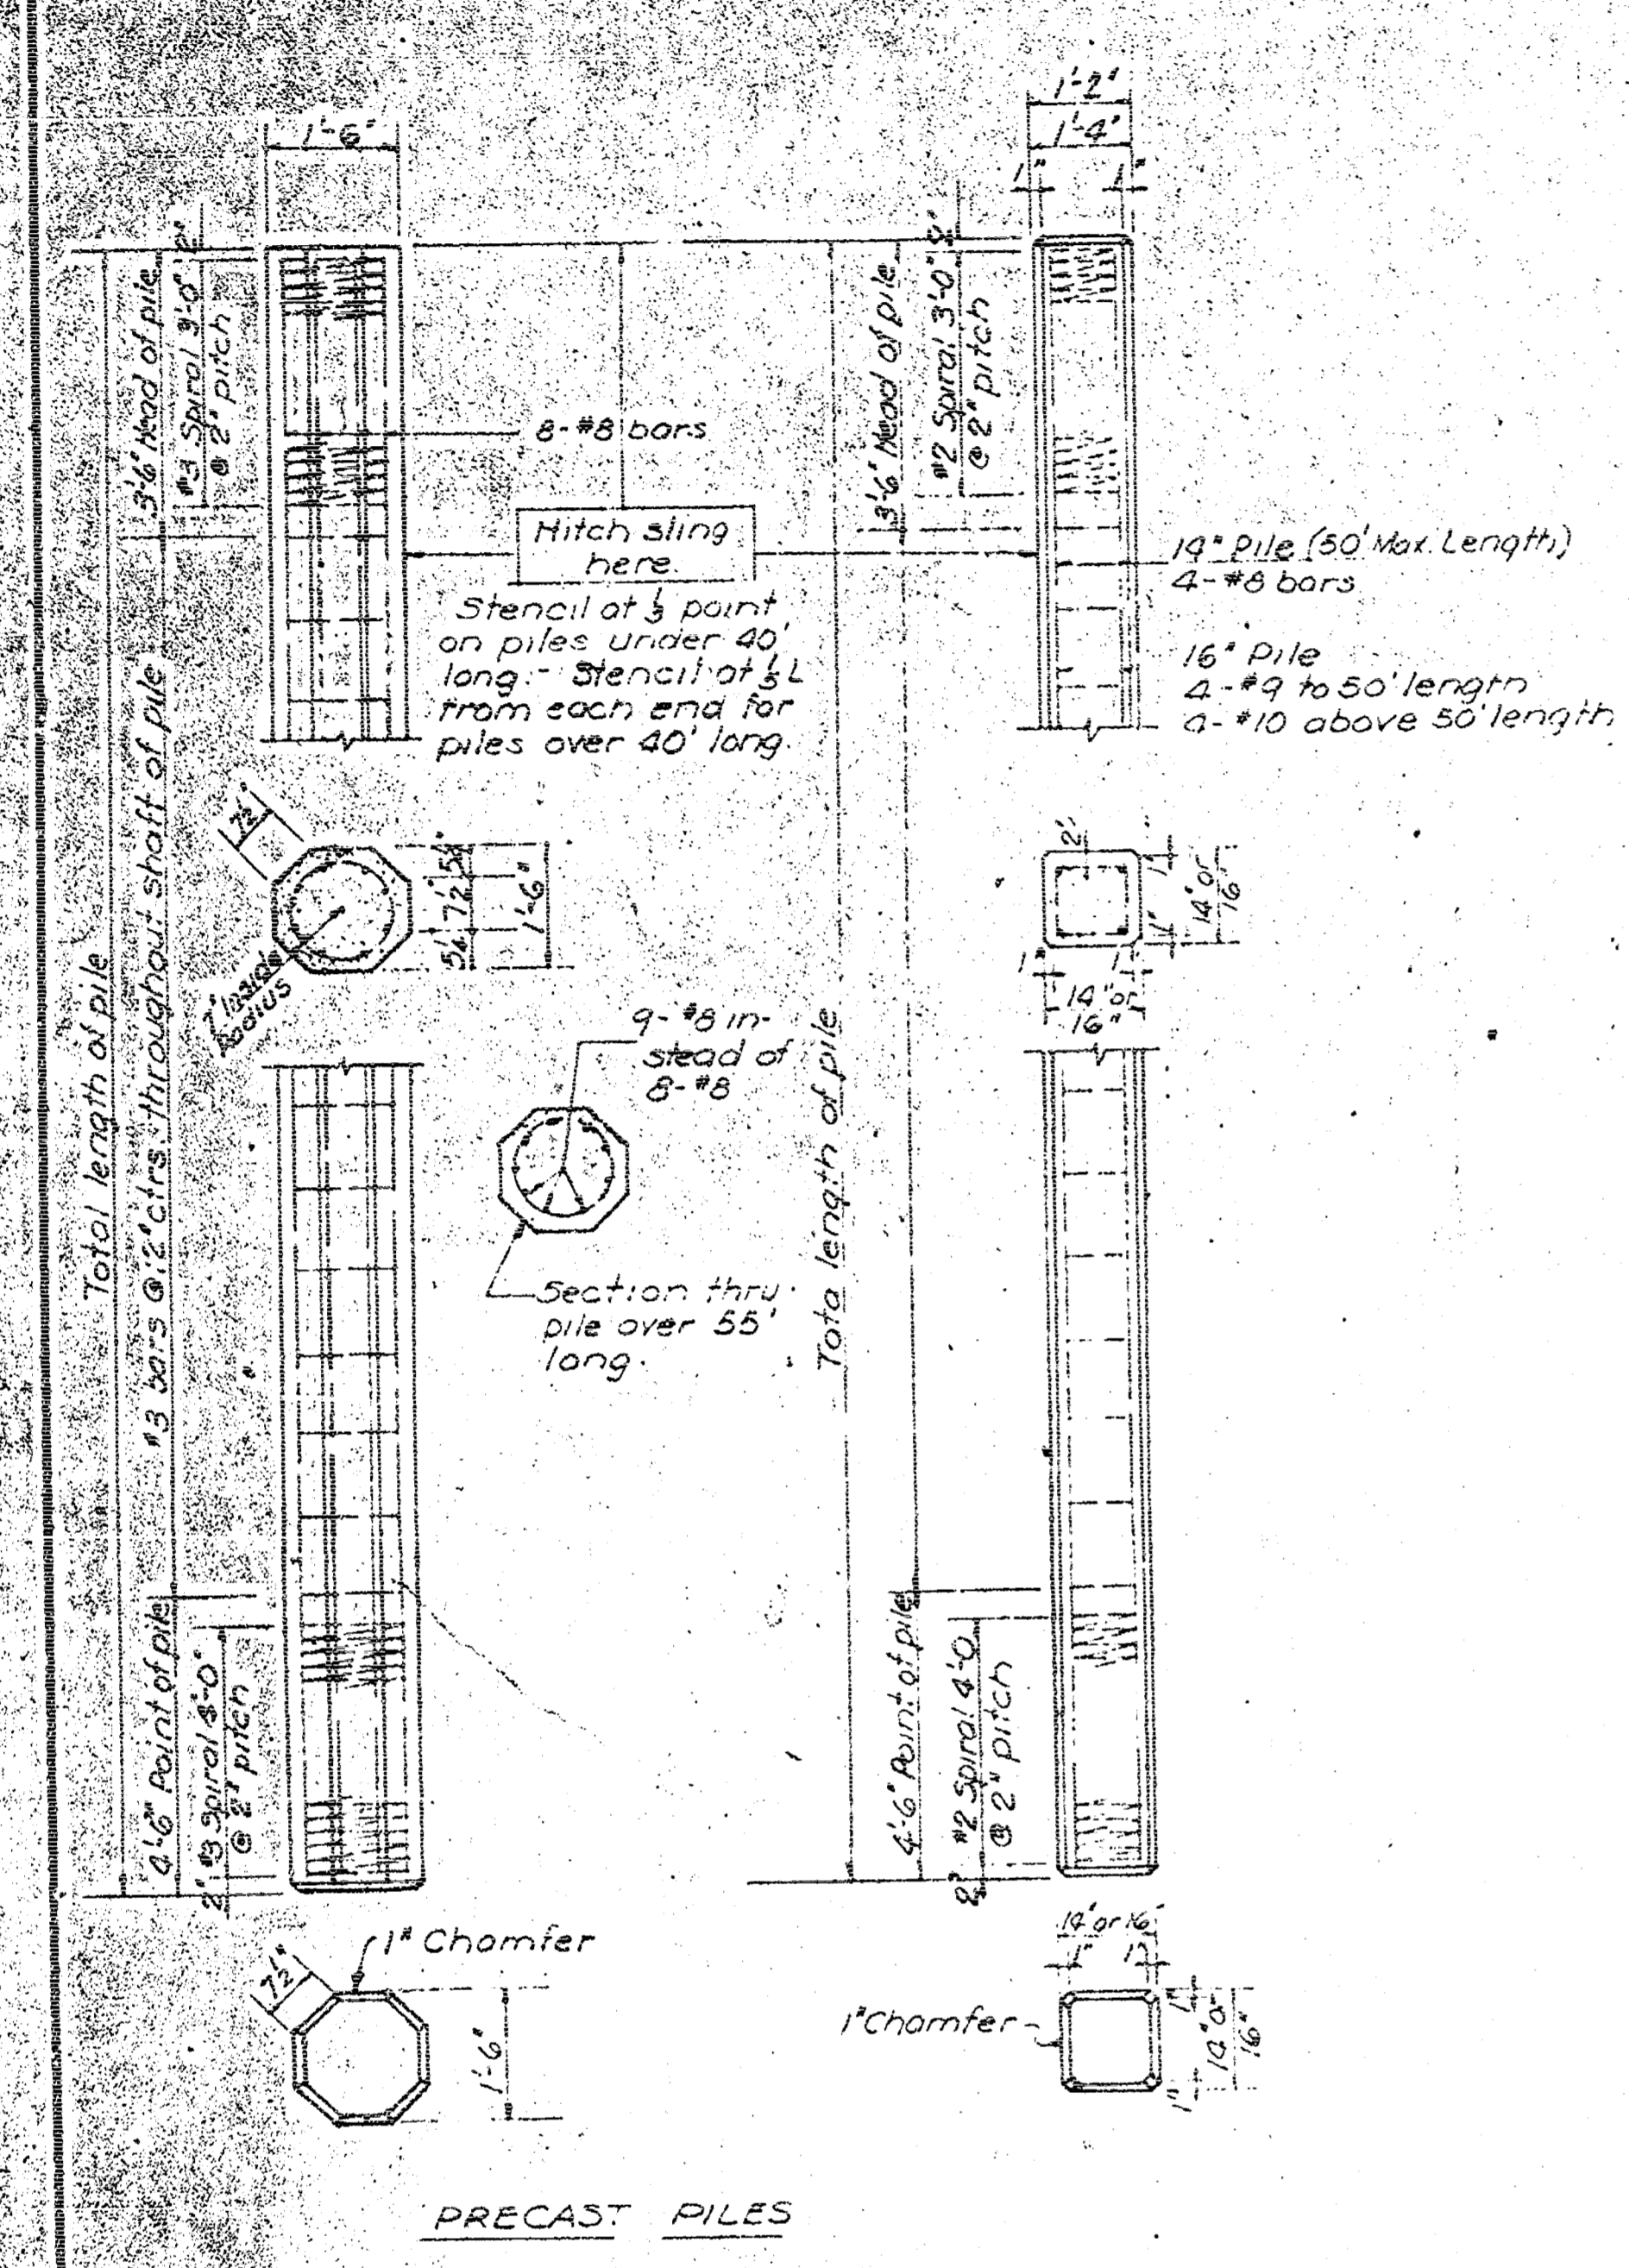 1'-6"
1'-2"
1'-4"
1" 1"
2"
3'-6" Head of pile
#3 Spiral 3'-0"
@ 2" pitch
8-#8 bars
Hitch sling
here.
Stencil at ⅓ point
on piles under 40'
long.- Stencil at ⅕ L
from each end for
piles over 40' long.
2"
3'-6" Head of pile
#2 Spiral 3'-0"
@ 2" pitch
14" Pile (50' Max. Length)
4-#8 bars
16" Pile
4-#9 to 50' length
4-#10 above 50' length
Total length of pile
#3 bars @ 12" ctrs. throughout shaft of pile
7½"
7" Inside
Radius
5¼" 7½" 5¼"
1'-6"
2"
1" 1"
14" or
16"
1" 1"
14" or
16"
9-#8 in-
stead of
8-#8
Section thru
pile over 55'
long.
Tota length of pile
4'-6" Point of pile
#3 Spiral 4'-0"
@ 2" pitch
2"
4'-6" Point of pile
#2 Spiral 4'-0
@ 2" pitch
2"
1" Chamfer
7½"
1'-6"
14" or 16"
1" 1"
1" Chamfer
1"
14" or
16"
1"
PRECAST PILES